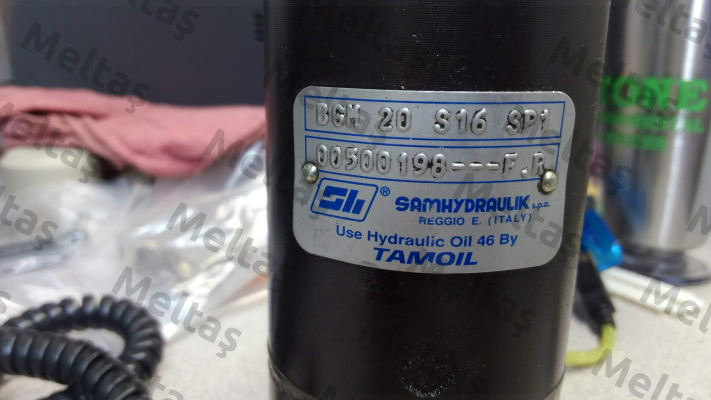 BGM 20 S16 SP1
00500198---F.R
SH®
SAMHYDRAULIK s.p.a.
REGGIO E. (ITALY)
Use Hydraulic Oil 46 By
TAMOIL
Meltaş